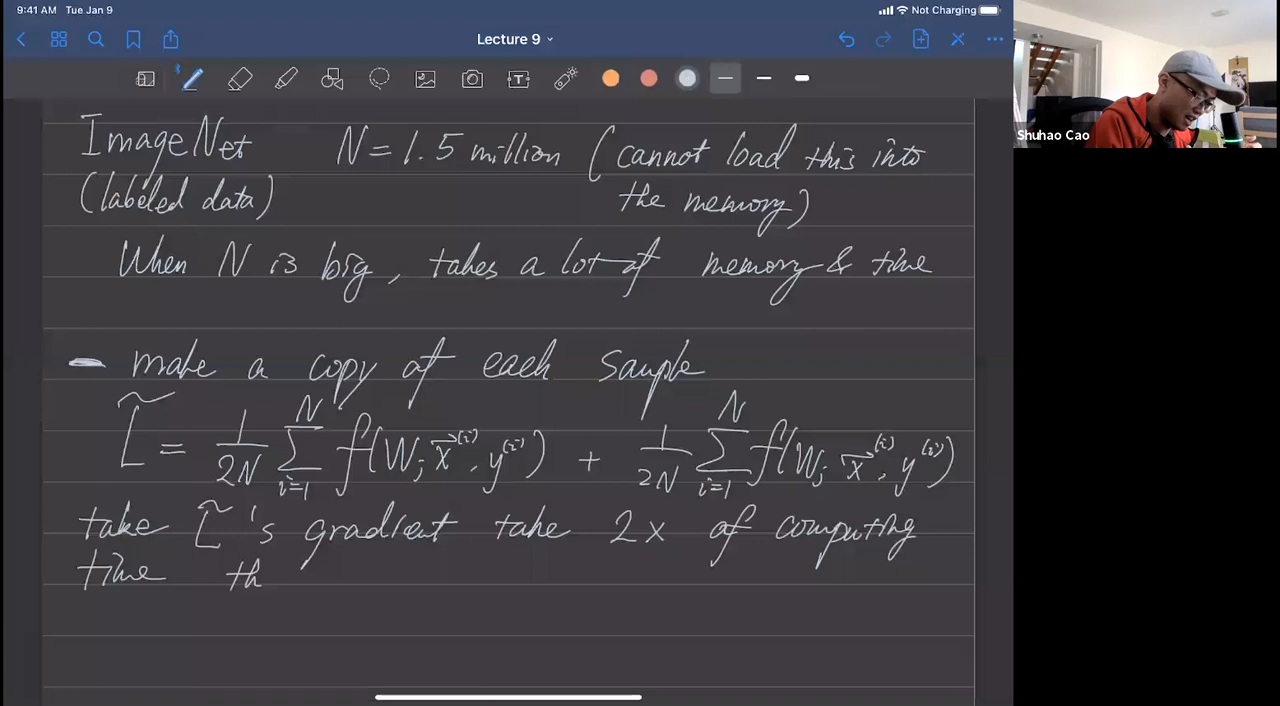 9:41 AM Tue Jan 9
Not Charging
Lecture 9
Shuhao Cao
ImageNet N = 1.5 million (cannot load this into
(labeled data) the memory)
When N is big, takes a lot of memory & time
- make a copy of each sample
L̃ = 1/2N ∑_{i=1}^{N} f(W; x⃗^{(i)}, y^{(i)}) + 1/2N ∑_{i=1}^{N} f(W; x⃗^{(i)}, y^{(i)})
take L̃'s gradient take 2x of computing
time th